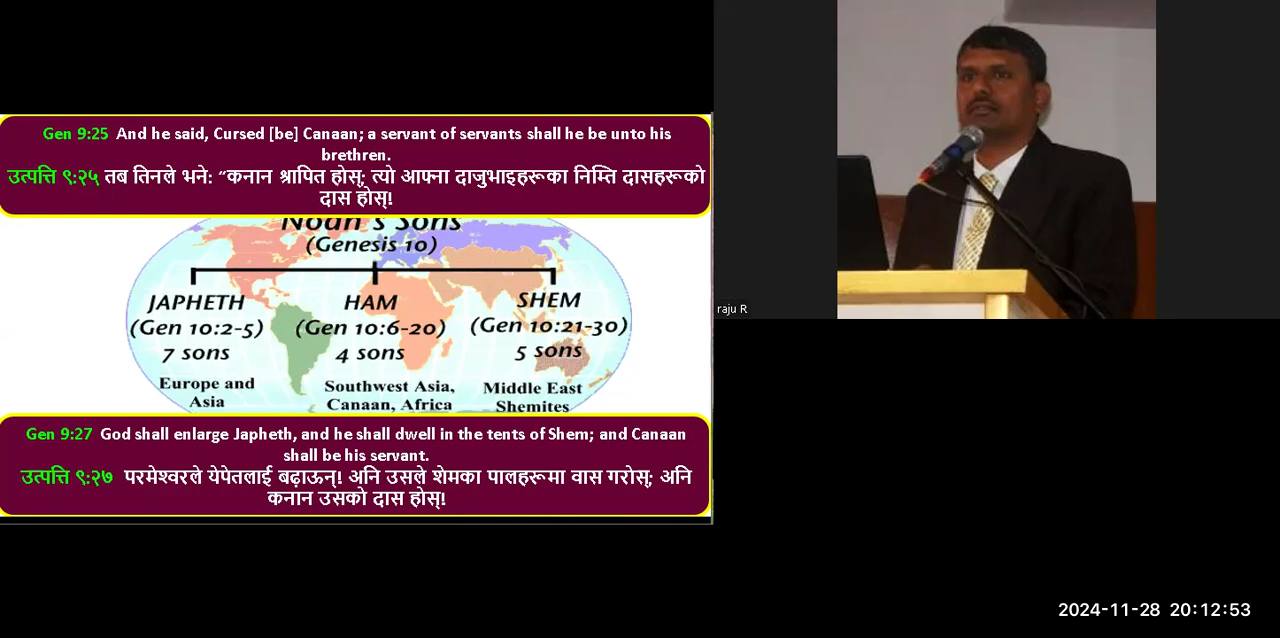 Gen 9:25 And he said, Cursed [be] Canaan; a servant of servants shall he be unto his
brethren.
उत्पत्ति ९:२५ तब तिनले भनेः “कनान श्रापित होस्; त्यो आफ्ना दाजुभाइहरूका निम्ति दासहरूको
दास होस्!
Noah's Sons
(Genesis 10)
JAPHETH
(Gen 10:2-5)
7 sons
Europe and
Asia
HAM
(Gen 10:6-20)
4 sons
Southwest Asia,
Canaan, Africa
SHEM
(Gen 10:21-30)
5 sons
Middle East
Shemites
Gen 9:27 God shall enlarge Japheth, and he shall dwell in the tents of Shem; and Canaan
shall be his servant.
उत्पत्ति ९:२७ परमेश्वरले येपेतलाई बढ़ाऊन्! अनि उसले शेमका पालहरूमा वास गरोस्; अनि
कनान उसको दास होस्!
raju R
2024-11-28 20:12:53